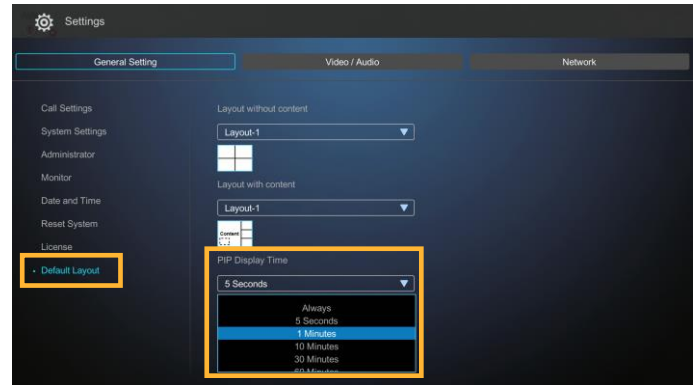 Settings
General Setting
Video / Audio
Network
Call Settings
System Settings
Administrator
Monitor
Date and Time
Reset System
License
Default Layout
Layout without content
Layout-1
Layout with content
Layout-1
Content
PIP Display Time
5 Seconds
Always
5 Seconds
1 Minutes
10 Minutes
30 Minutes
60 Minutes